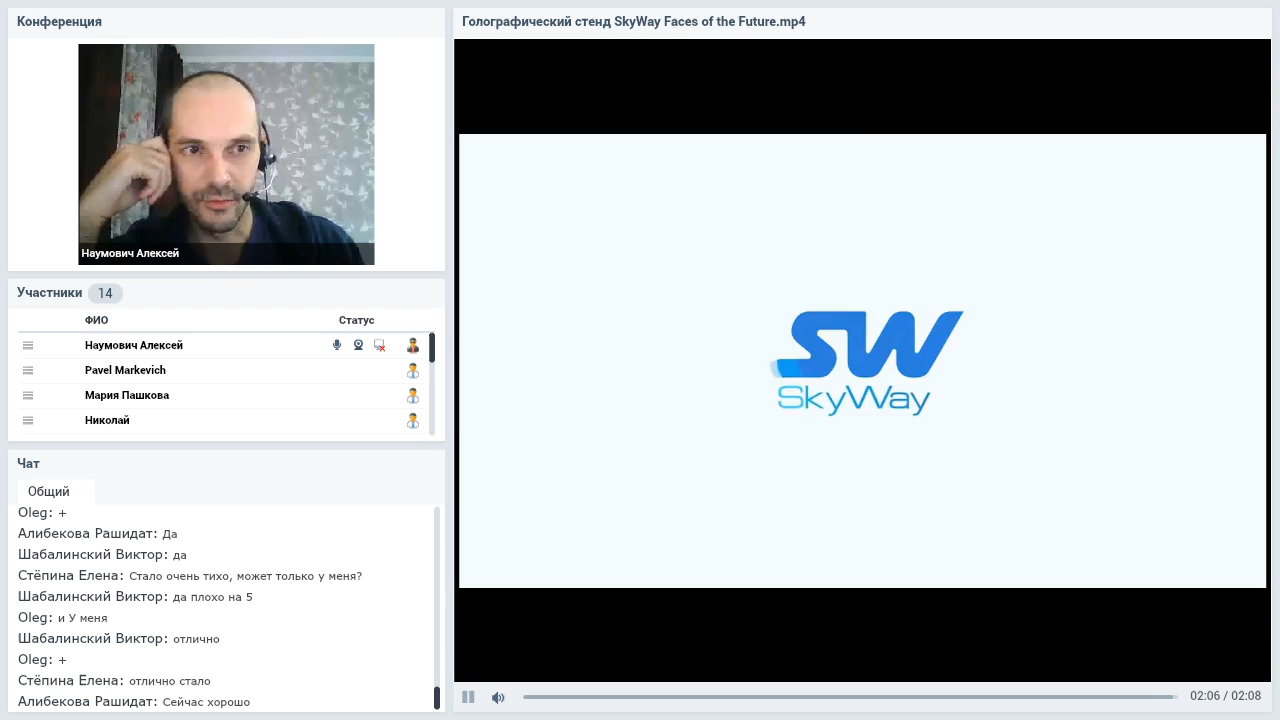 Конференция
Наумович Алексей
Участники 14
ФИО Статус
Наумович Алексей
Pavel Markevich
Мария Пашкова
Николай
Чат
Общий
Oleg: +
Алибекова Рашидат: Да
Шабалинский Виктор: да
Стёпина Елена: Стало очень тихо, может только у меня?
Шабалинский Виктор: да плохо на 5
Oleg: и У меня
Шабалинский Виктор: отлично
Oleg: +
Стёпина Елена: отлично стало
Алибекова Рашидат: Сейчас хорошо
Голографический стенд SkyWay Faces of the Future.mp4
SW
SkyWay
02:06 / 02:08